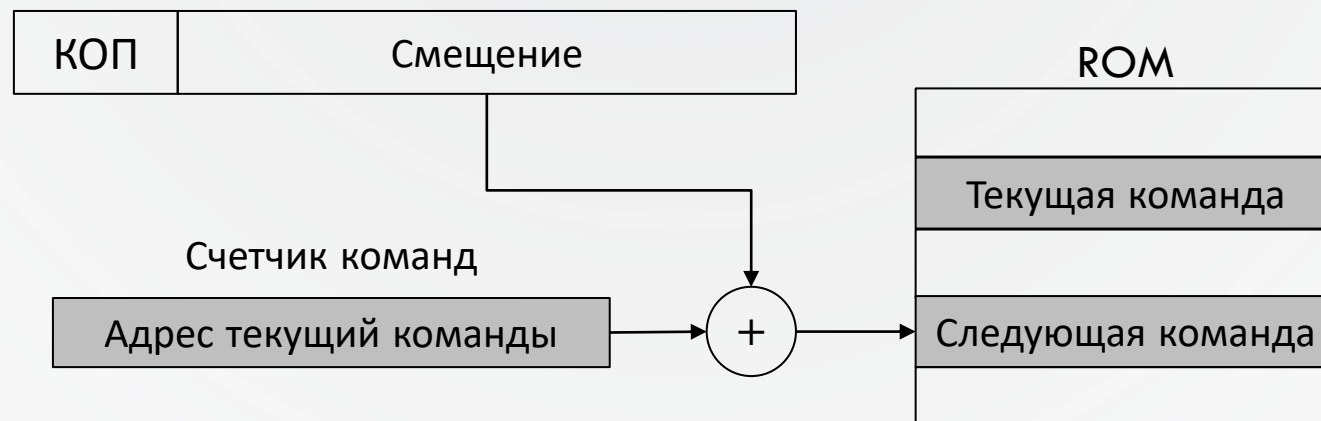 КОП
Смещение
ROM
Текущая команда
Счетчик команд
Адрес текущий команды
+
Следующая команда